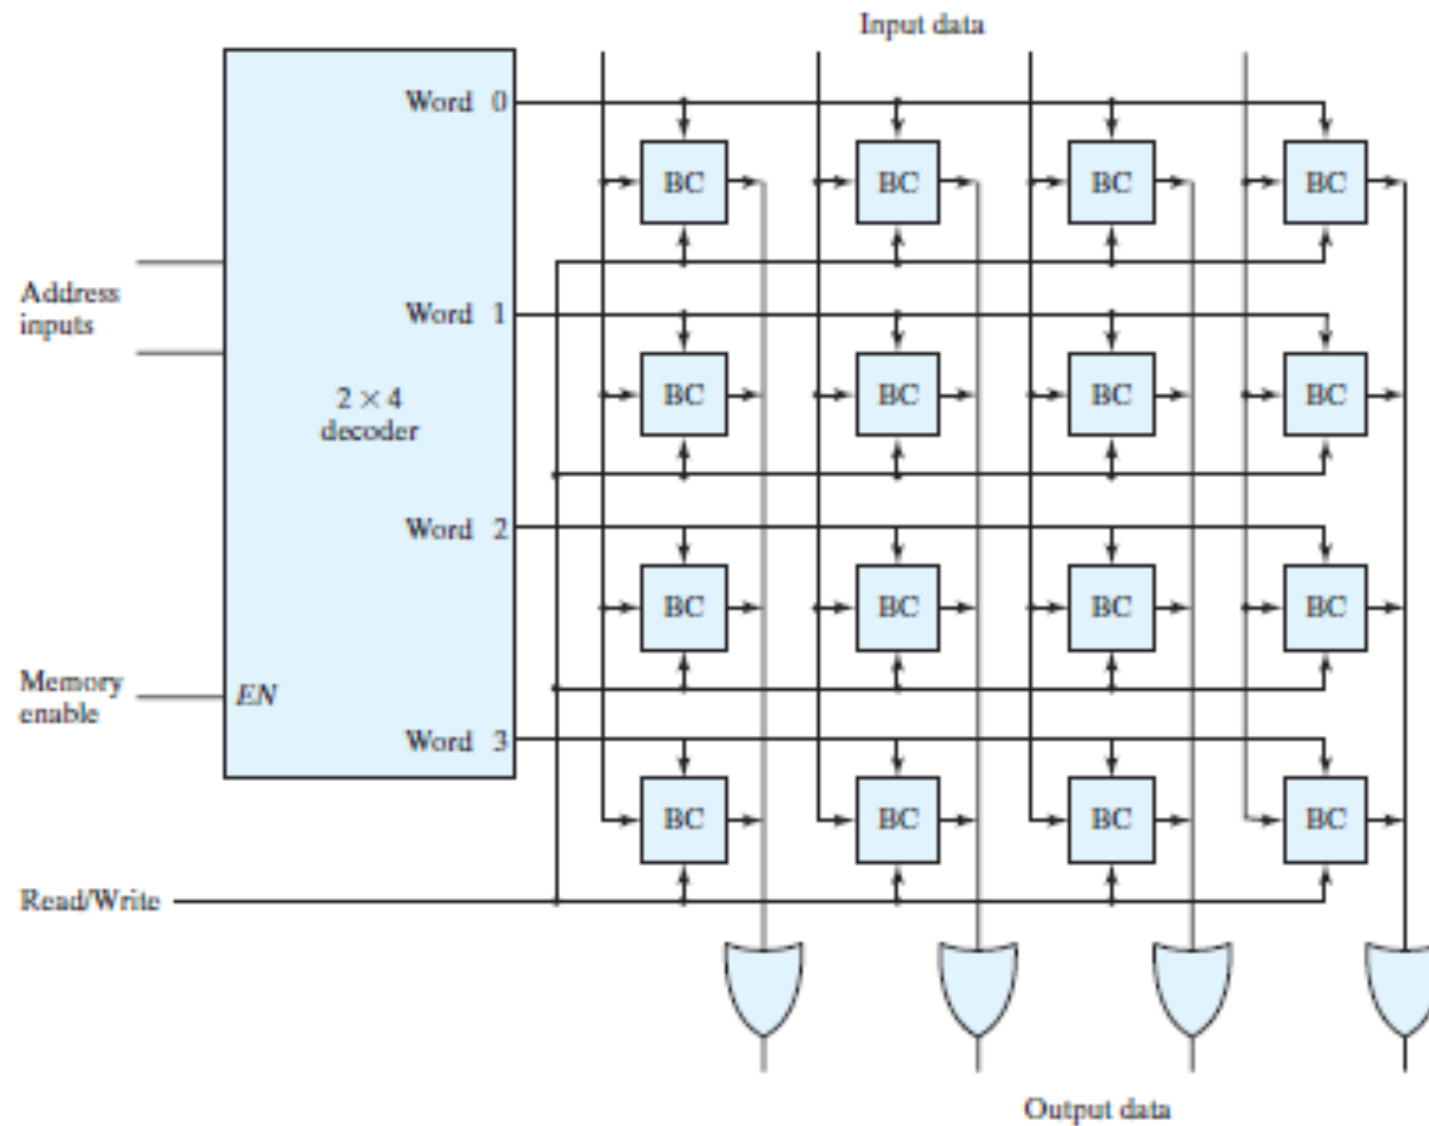 Input data
Word 0
BC BC BC BC
Address
inputs
Word 1
2 × 4
decoder
BC BC BC BC
Word 2
BC BC BC BC
Memory
enable
EN
Word 3
BC BC BC BC
Read/Write
Output data